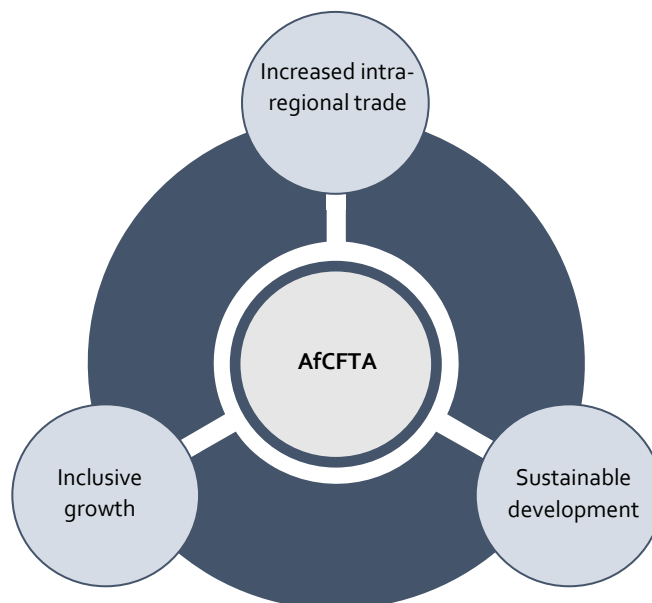 Increased intra-
regional trade
AfCFTA
Inclusive
growth
Sustainable
development